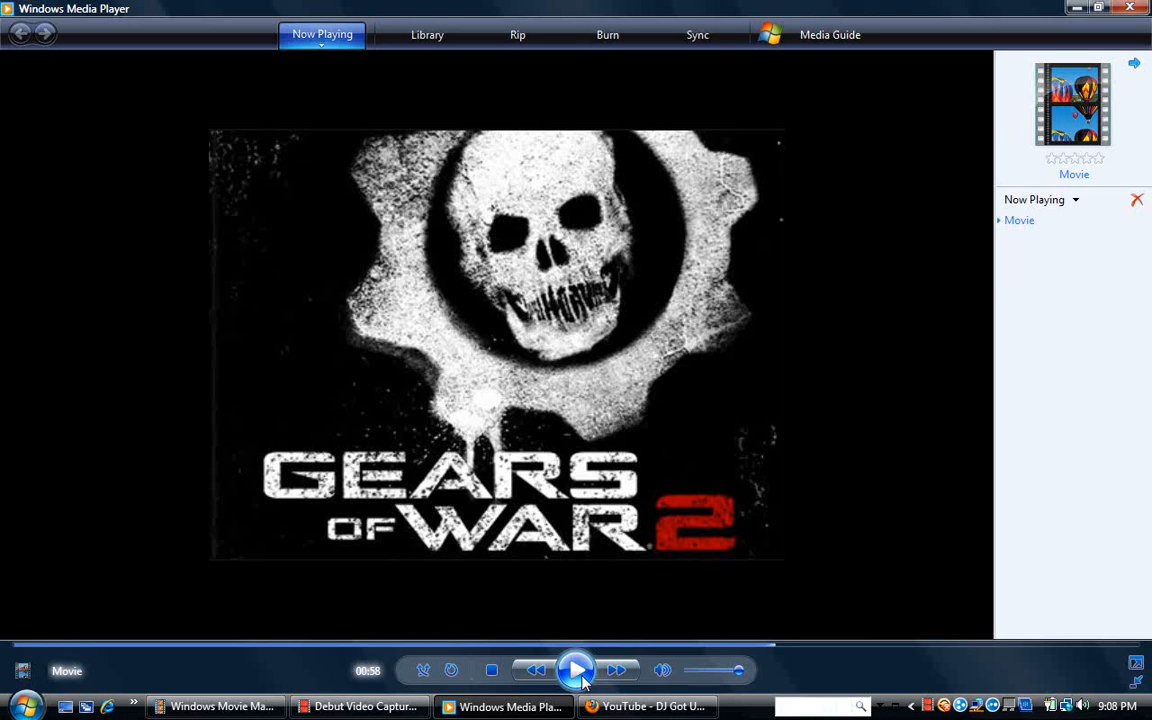 Windows Media Player
Now Playing
Library
Rip
Burn
Sync
Media Guide
Movie
Now Playing
Movie
GEARS
OF WAR 2
Movie
00:58
Windows Movie Ma...
Debut Video Captur...
Windows Media Pla...
YouTube - DJ Got U...
9:08 PM